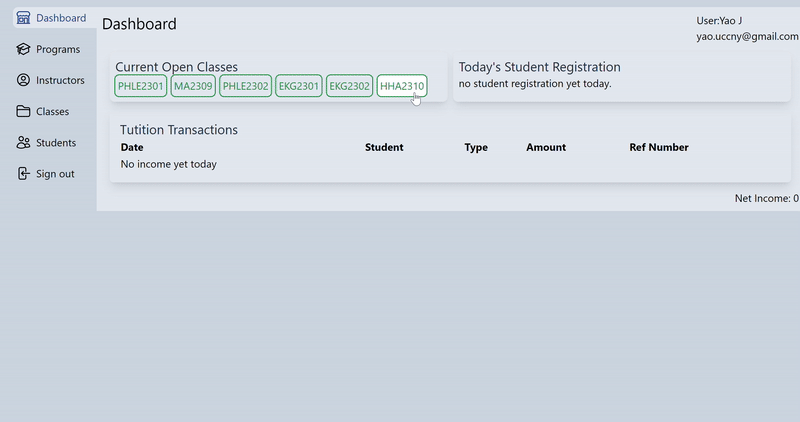 Dashboard
Programs
Instructors
Classes
Students
Sign out
Dashboard
User:Yao J
yao.uccny@gmail.com
Current Open Classes
PHLE2301 MA2309 PHLE2302 EKG2301 EKG2302 HHA2310
Today's Student Registration
no student registration yet today.
Tutition Transactions
Date Student Type Amount Ref Number
No income yet today
Net Income: 0